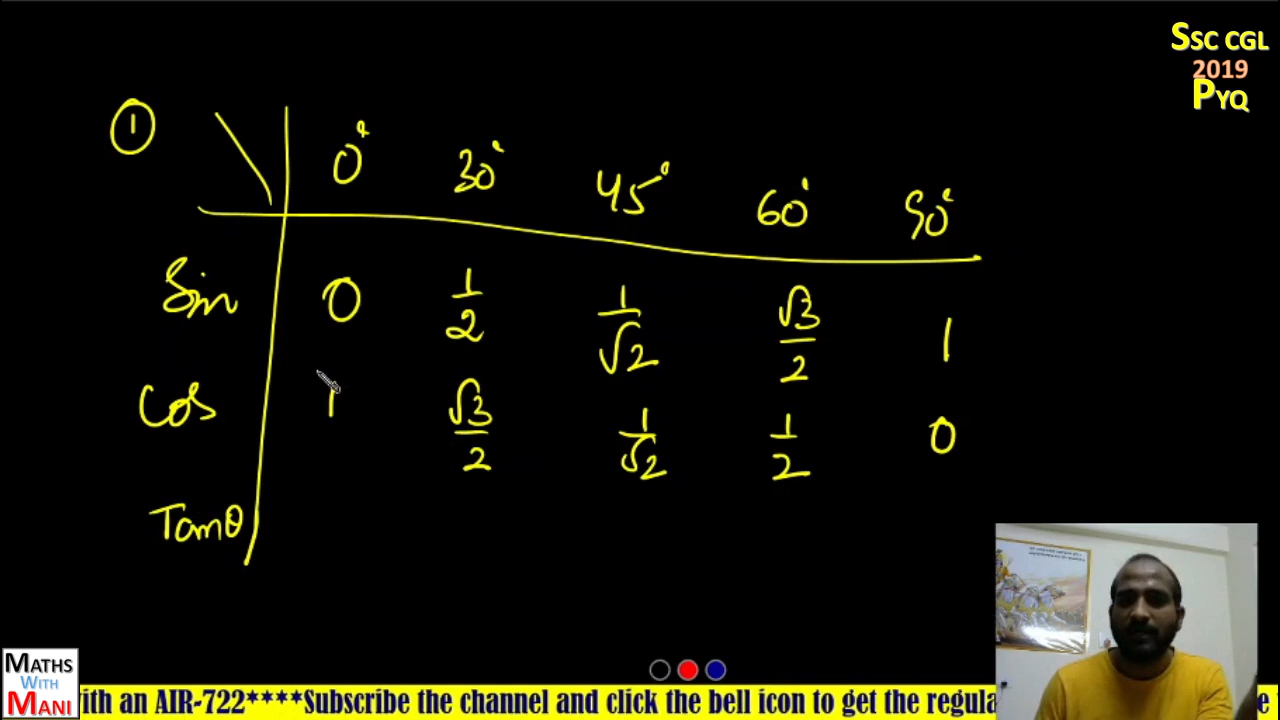 SSC CGL
2019
PYQ
1
0° 30° 45° 60° 90°
Sin 0 1/2 1/√2 √3/2 1
Cos 1 √3/2 1/√2 1/2 0
Tanθ
MATHS
WITH
MANI
ith an AIR-722****Subscribe the channel and click the bell icon to get the regula